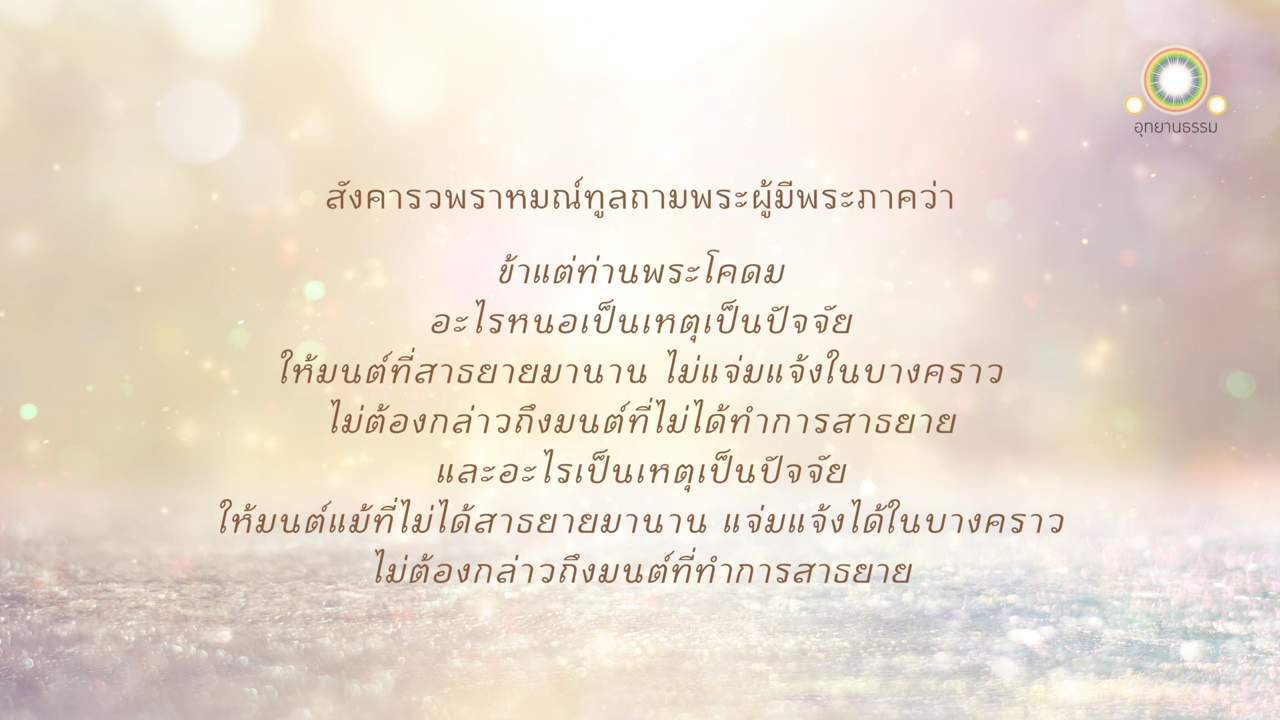 อุทยานธรรม
สังคารวพราหมณ์ทูลถามพระผู้มีพระภาคว่า
ข้าแต่ท่านพระโคดม
อะไรหนอเป็นเหตุเป็นปัจจัย
ให้มนต์ที่สาธยายมานาน ไม่แจ่มแจ้งในบางคราว
ไม่ต้องกล่าวถึงมนต์ที่ไม่ได้ทำการสาธยาย
และอะไรเป็นเหตุเป็นปัจจัย
ให้มนต์แม้ที่ไม่ได้สาธยายมานาน แจ่มแจ้งได้ในบางคราว
ไม่ต้องกล่าวถึงมนต์ที่ทำการสาธยาย